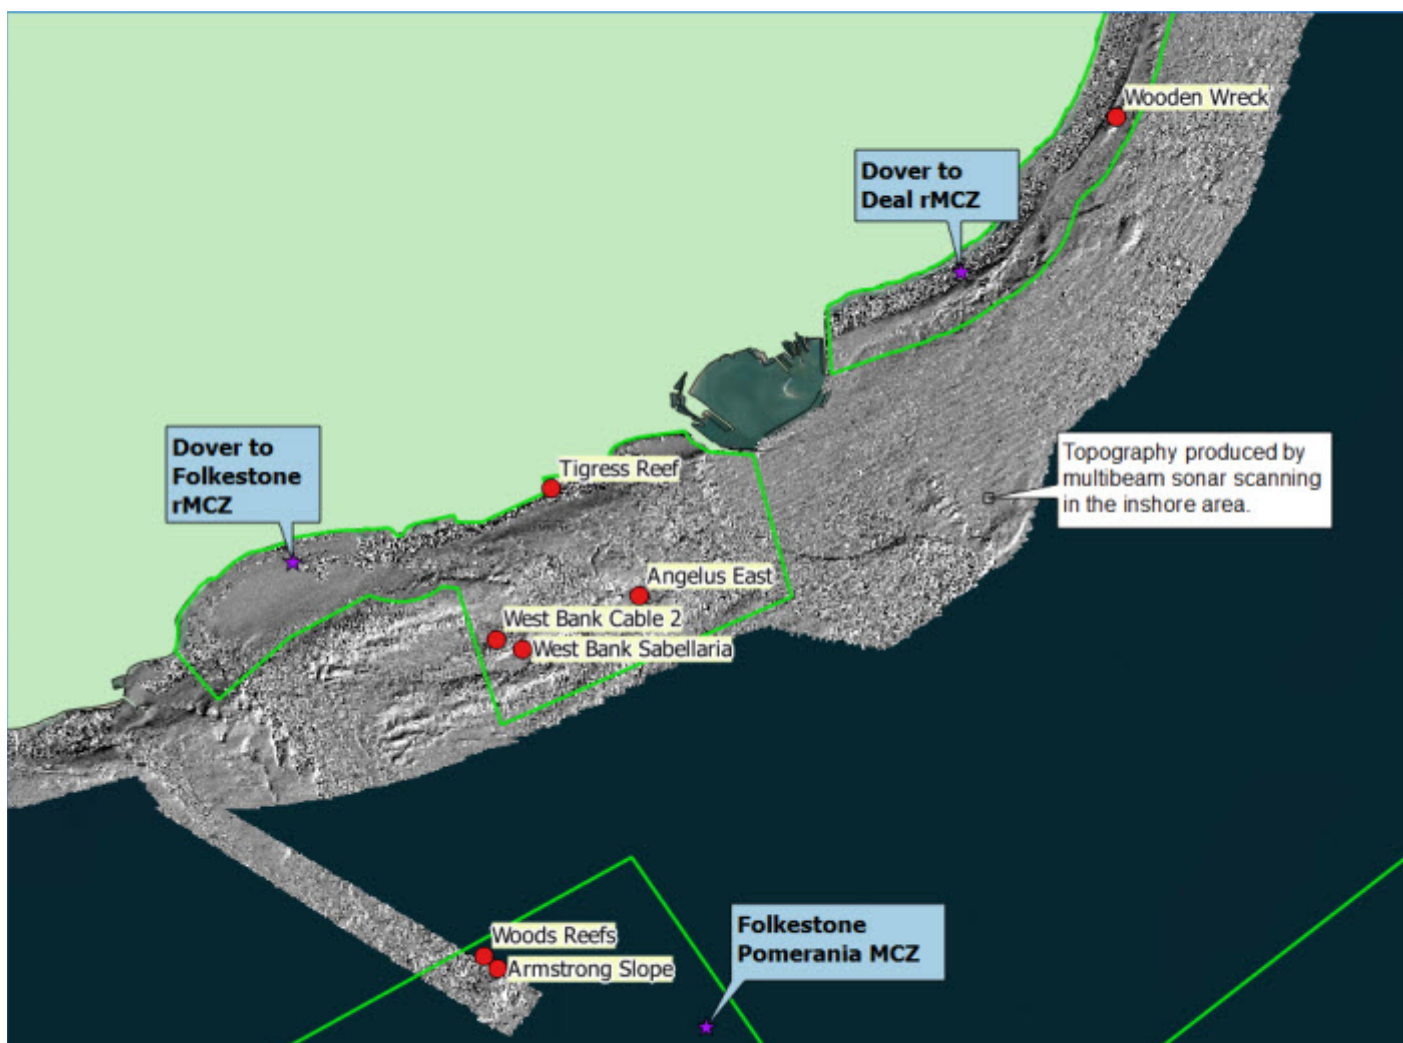 Wooden Wreck
Dover to
Deal rMCZ
Dover to
Folkestone
rMCZ
Tigress Reef
Topography produced by
multibeam sonar scanning
in the inshore area.
Angelus East
West Bank Cable 2
West Bank Sabellaria
Woods Reefs
Armstrong Slope
Folkestone
Pomerania MCZ